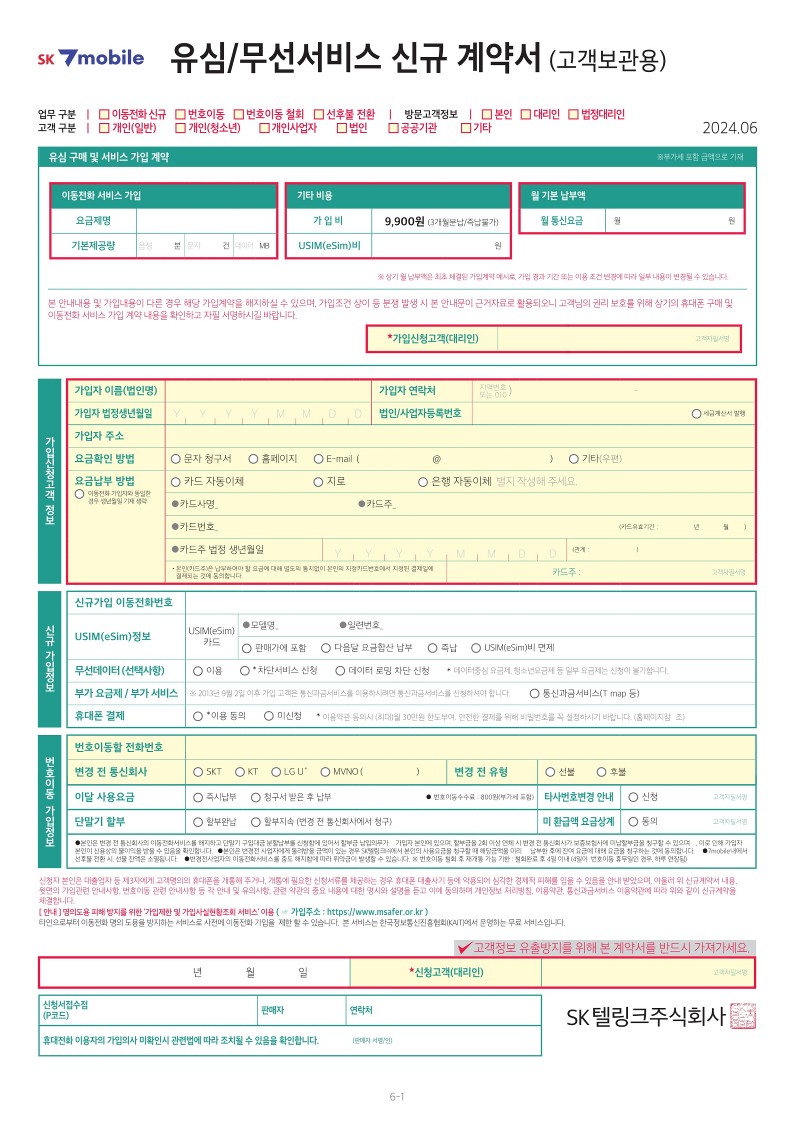 SK 7mobile 유심/무선서비스 신규 계약서 (고객보관용)
업무 구분 | 이동전화 신규 번호이동 번호이동 철회 선후불 전환 | 방문고객정보 | 본인 대리인 법정대리인
고객 구분 | 개인(일반) 개인(청소년) 개인사업자 법인 공공기관 기타
2024.06
유심 구매 및 서비스 가입 계약 ※부가세 포함 금액으로 기재
이동전화 서비스 가입 기타 비용 월 기본 납부액
요금제명 가 입 비 9,900원 (3개월분납/즉납불가) 월 통신요금 월 원
기본제공량 음성 분 문자 건 데이터 MB USIM(eSim)비 원
※ 상기 월 납부액은 최초 체결된 가입계약 예시로, 가입 경과 기간 또는 이용 조건 변경에 따라 일부 내용이 변경될 수 있습니다.
본 안내내용 및 가입내용이 다른 경우 해당 가입계약을 해지하실 수 있으며, 가입조건 상이 등 분쟁 발생 시 본 안내문이 근거자료로 활용되오니 고객님의 권리 보호를 위해 상기의 휴대폰 구매 및
이동전화 서비스 가입 계약 내용을 확인하고 자필 서명하시길 바랍니다.
*가입신청고객(대리인) 고객자필서명
가입신청고객 정보
가입자 이름(법인명) 가입자 연락처 지역번호 또는 010 ) -
가입자 법정생년월일 Y Y Y Y M M D D 법인/사업자등록번호 세금계산서 발행
가입자 주소
요금확인 방법 문자 청구서 홈페이지 E-mail ( @ ) 기타(우편)
요금납부 방법 카드 자동이체 지로 은행 자동이체 별지 작성해 주세요.
이동전화 가입자와 동일한
경우 생년월일 기재 생략
●카드사명_ ●카드주_
●카드번호_ (카드유효기간 : 년 월 )
●카드주 법정 생년월일 Y Y Y Y M M D D (관계 : )
• 본인(카드주)은 납부하여야 할 요금에 대해 별도의 통지없이 본인의 지정카드번호에서 지정된 결제일에
결제되는 것에 동의합니다.
카드주 : 고객자필서명
신규 가입정보
신규가입 이동전화번호
USIM(eSim)정보 USIM(eSim) 카드 ●모델명_ ●일련번호_
판매가에 포함 다음달 요금합산 납부 즉납 USIM(eSim)비 면제
무선데이터 (선택사항) 이용 *차단서비스 신청 데이터 로밍 차단 신청 * 데이터중심 요금제, 청소년요금제 등 일부 요금제는 신청이 불가합니다.
부가 요금제 / 부가 서비스 ※ 2013년 9월 2일 이후 가입 고객은 통신과금서비스를 이용하시려면 통신과금서비스를 신청하셔야 합니다. 통신과금서비스(T map 등)
휴대폰 결제 *이용 동의 미신청 * 이용약관 동의시 (최대)월 30만원 한도부여, 안전한 결제를 위해 비밀번호를 꼭 설정하시기 바랍니다. (홈페이지참 조)
번호이동 가입정보
번호이동할 전화번호
변경 전 통신회사 SKT KT LG U+ MVNO ( ) 변경 전 유형 선불 후불
이달 사용요금 즉시납부 청구서 받은 후 납부 ● 번호이동수수료 : 800원(부가세 포함) 타사번호변경 안내 신청 고객자필서명
단말기 할부 할부완납 할부지속 (변경 전 통신회사에서 청구) 미 환급액 요금상계 동의 고객자필서명
●본인은 변경 전 통신회사의 이동전화서비스를 해지하고 단말기 구입대금 분할납부를 신청함에 있어서 할부금 납입의무가 가입자 본인에 있으며, 할부금을 2회 이상 연체 시 변경 전 통신회사가 보증보험사에 미납할부금을 청구할 수 있으며 , 이로 인해 가입자
본인이 신용상의 불이익을 받을 수 있음을 확인합니다. ●본인은 변경전 사업자에게 돌려받을 금액이 있는 경우 SK텔링크㈜에서 본인의 사용요금을 청구할 때 해당금액을 미리 납부한 후에 잔여 요금에 대해 요금을 청구하는 것에 동의합니다. ●7mobile내에서
선후불 전환 시, 선불 잔액은 소멸됩니다. ●변경전사업자의 이동전화서비스를 중도 해지함에 따라 위약금이 발생할 수 있습니다. ※ 번호이동 철회 후 재가개통 가능 기한 : 철회완료 후 4일 이내 (4일이 번호이동 휴무일인 경우, 하루 연장됨)
신청자 본인은 대출업자 등 제3자에게 고객명의의 휴대폰을 개통해 주거나, 개통에 필요한 신청서류를 제공하는 경우 휴대폰 대출사기 등에 악용되어 심각한 경제적 피해를 입을 수 있음을 안내 받았으며, 아울러 위 신규계약서 내용,
뒷면의 가입관련 안내사항, 번호이동 관련 안내사항 등 각 안내 및 유의사항, 관련 약관의 중요 내용에 대한 명시와 설명을 듣고 이에 동의하며 개인정보 처리방침, 이용약관, 통신과금서비스 이용약관에 따라 위와 같이 신규계약을
체결합니다.
[ 안내 ] 명의도용 피해 방지를 위한 '가입제한 및 가입사실현황조회 서비스' 이용 ( ☞ 가입주소 : https://www.msafer.or.kr )
타인으로부터 이동전화 명의 도용을 방지하는 서비스로 사전에 이동전화 가입을 제한 할 수 있습니다. 본 서비스는 한국정보통신진흥협회(KAIT)에서 운영하는 무료 서비스입니다.
✓고객정보 유출방지를 위해 본 계약서를 반드시 가져가세요.
년 월 일 *신청고객(대리인) 고객자필서명
신청서접수점
(P코드) 판매자 연락처
휴대전화 이용자의 가입의사 미확인시 관련법에 따라 조치될 수 있음을 확인합니다. (판매자 서명/인)
SK텔링크주식회사
6-1